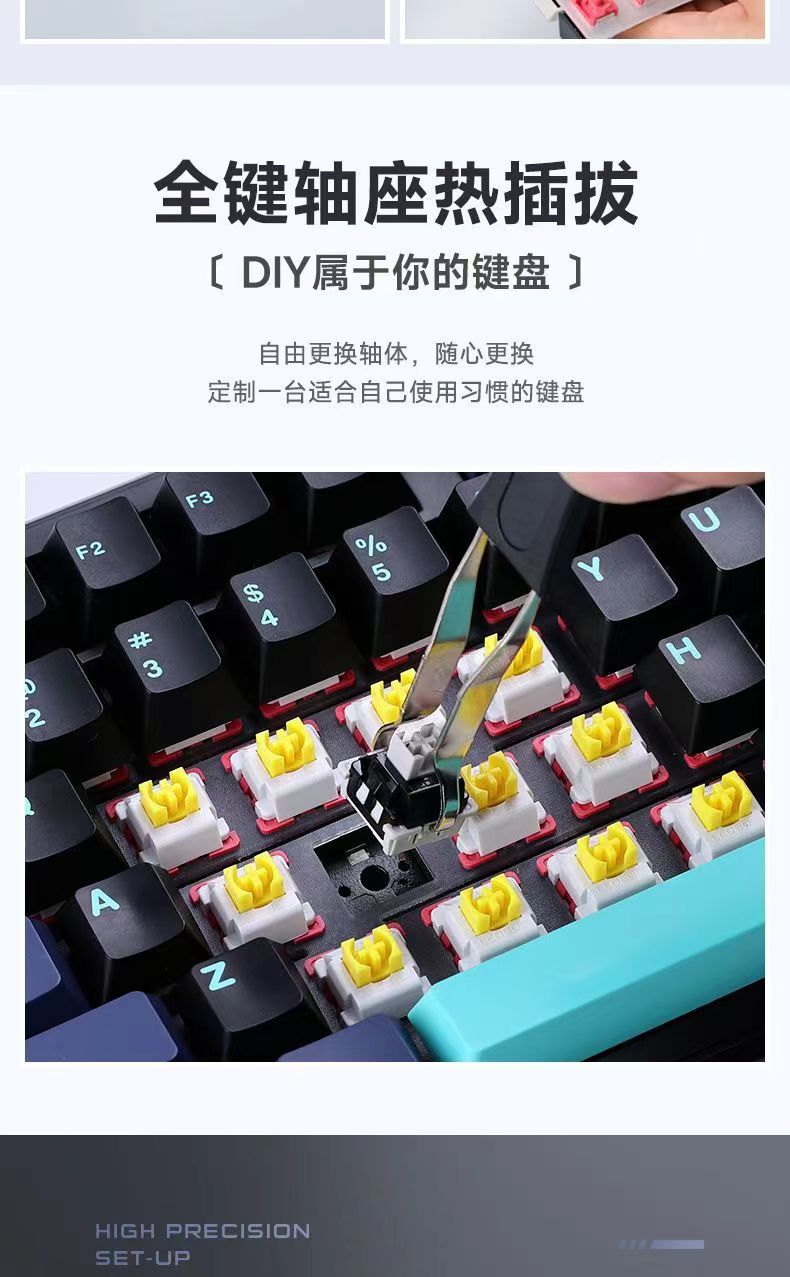 全键轴座热插拔
〔 DIY属于你的键盘 〕
自由更换轴体，随心更换
定制一台适合自己使用习惯的键盘
F2
F3
%
5
$
4
#
3
@
2
U
Y
H
Q
A
Z
HIGH PRECISION
SET-UP